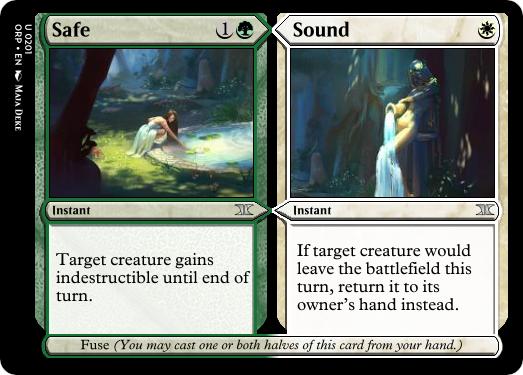 Safe
1
Instant
Target creature gains
indestructible until end of
turn.
Sound
Instant
If target creature would
leave the battlefield this
turn, return it to its
owner's hand instead.
Fuse (You may cast one or both halves of this card from your hand.)
U 0201
ORP • EN MAIA DEKE